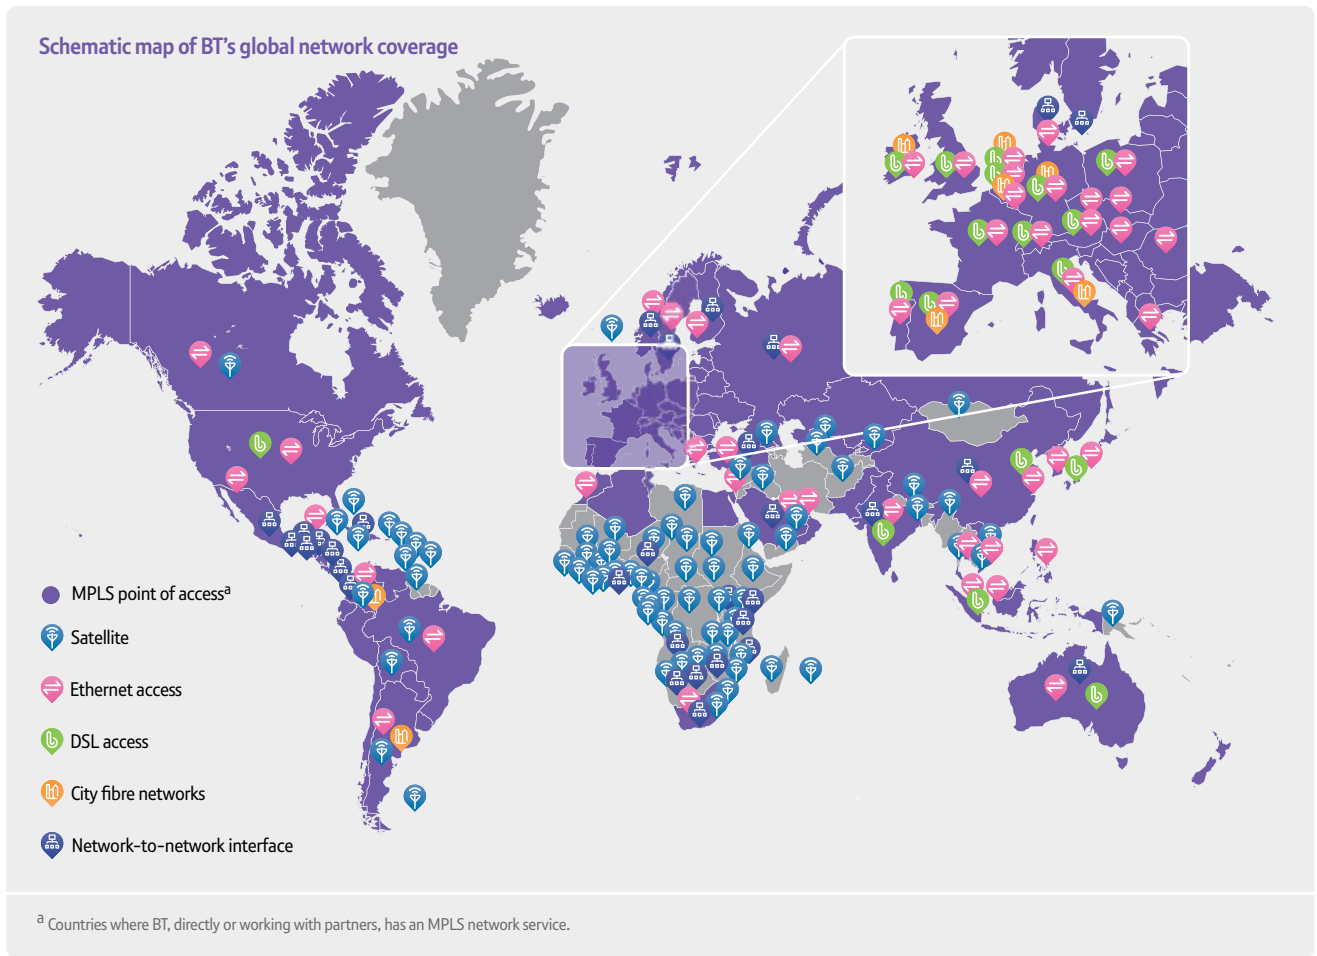 Schematic map of BT’s global network coverage
MPLS point of accessᵃ
Satellite
Ethernet access
DSL access
City fibre networks
Network-to-network interface
ᵃ Countries where BT, directly or working with partners, has an MPLS network service.